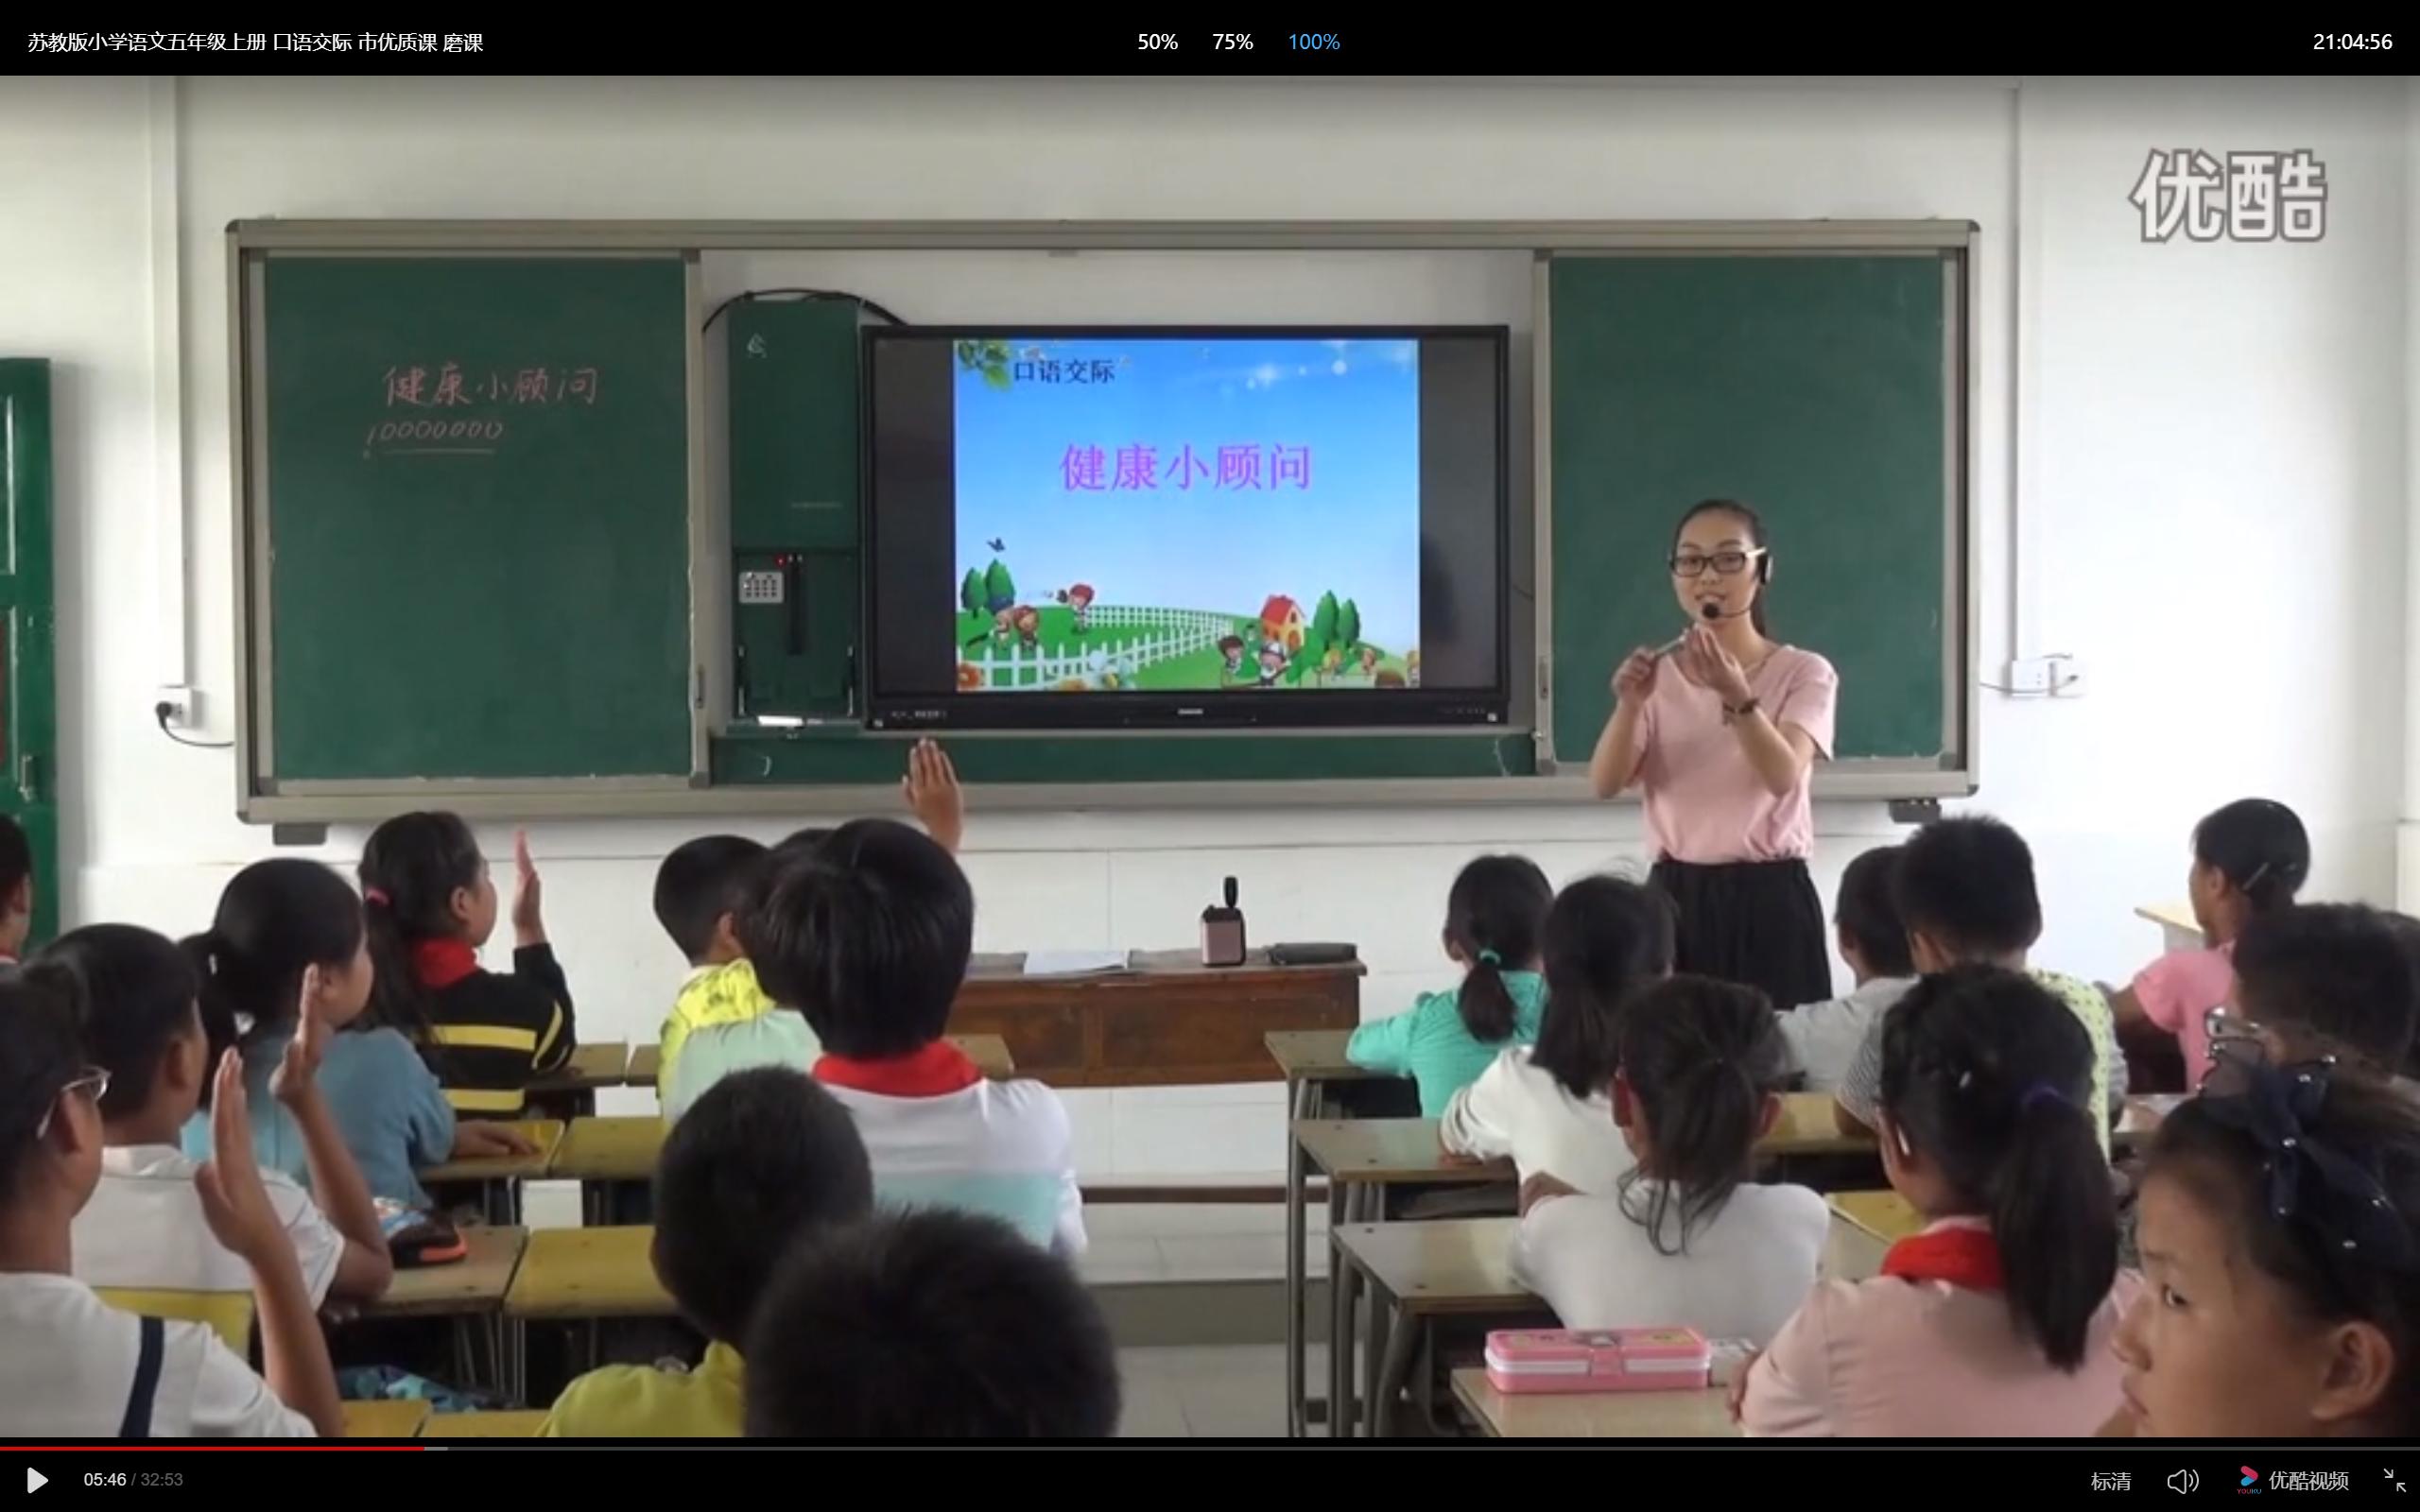 苏教版小学语文五年级上册 口语交际 市优质课 磨课
50% 75% 100%
21:04:56
优酷
健康小顾问
10000000
口语交际
健康小顾问
05:46 / 32:53
标清
YOUKU
优酷视频